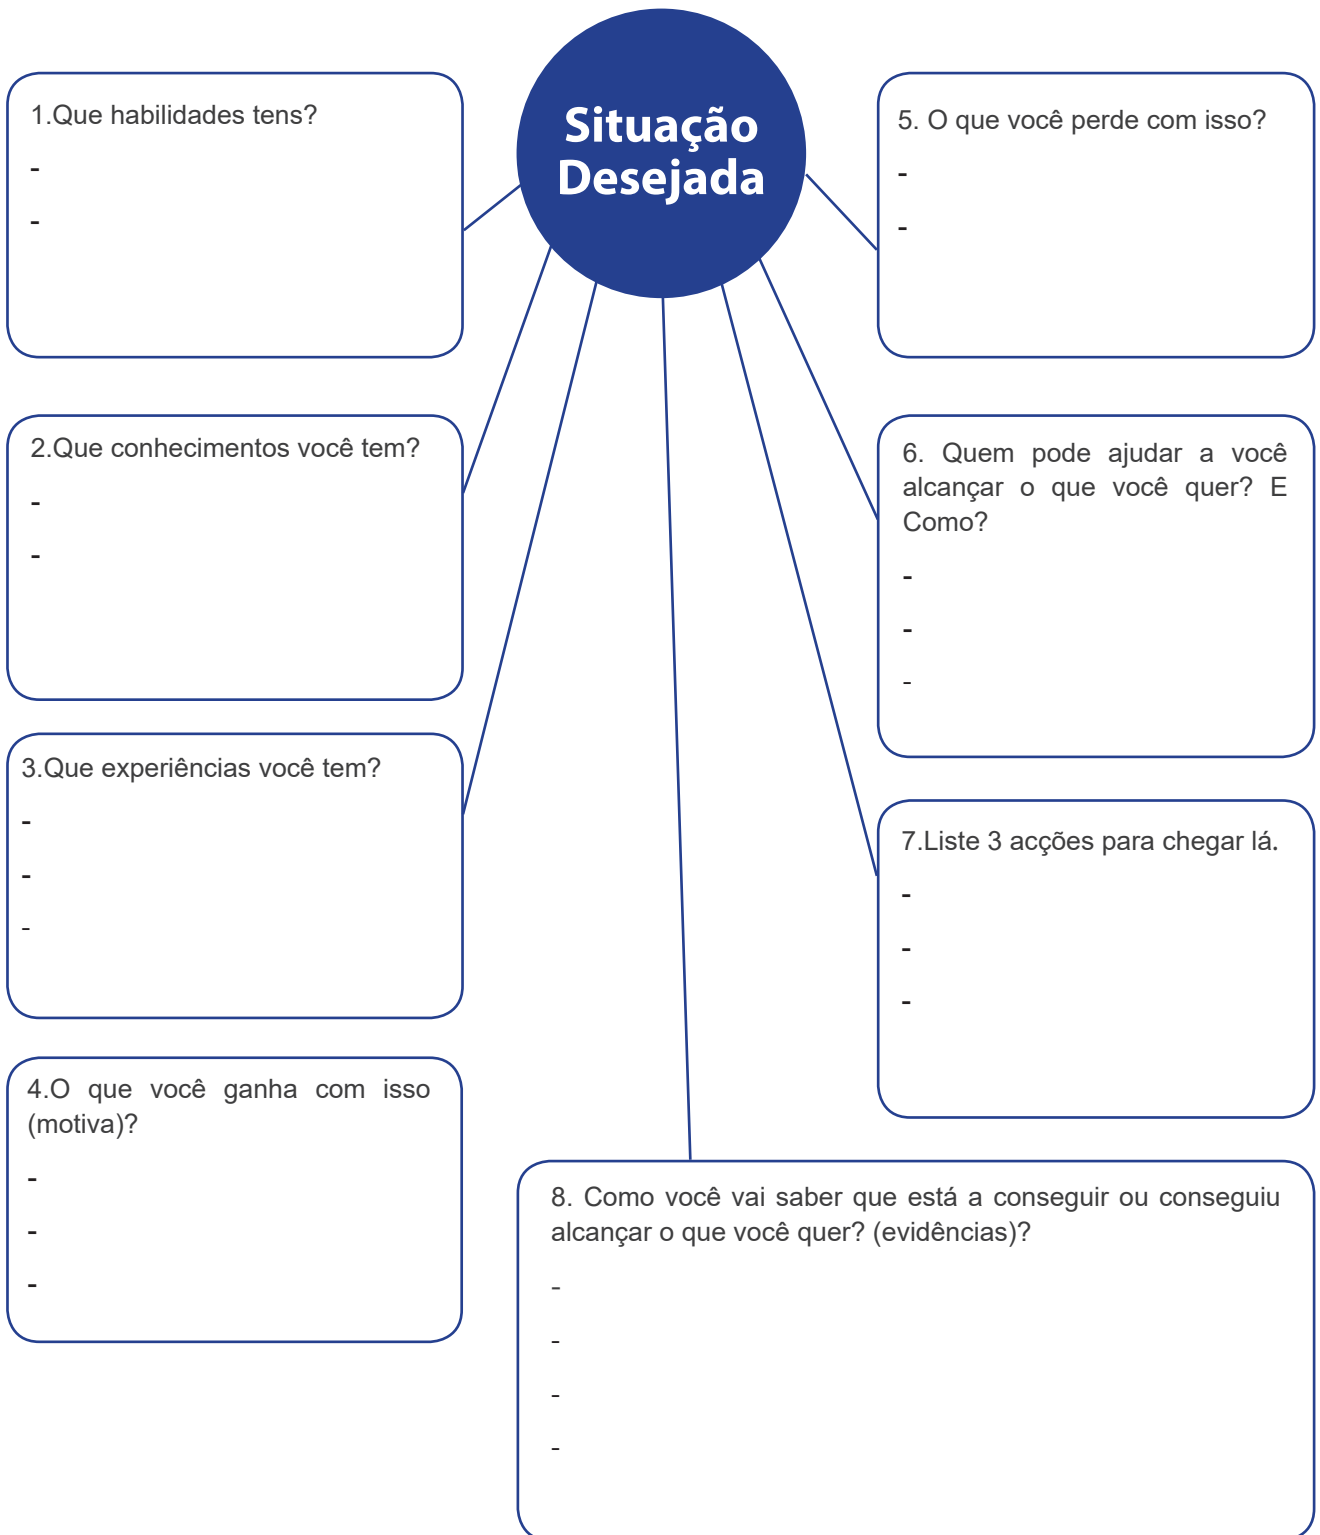 Situação
Desejada
1.Que habilidades tens?
-
-
2.Que conhecimentos você tem?
-
-
3.Que experiências você tem?
-
-
-
4.O que você ganha com isso
(motiva)?
-
-
-
5. O que você perde com isso?
-
-
6. Quem pode ajudar a você
alcançar o que você quer? E
Como?
-
-
-
7.Liste 3 acções para chegar lá.
-
-
-
8. Como você vai saber que está a conseguir ou conseguiu
alcançar o que você quer? (evidências)?
-
-
-
-